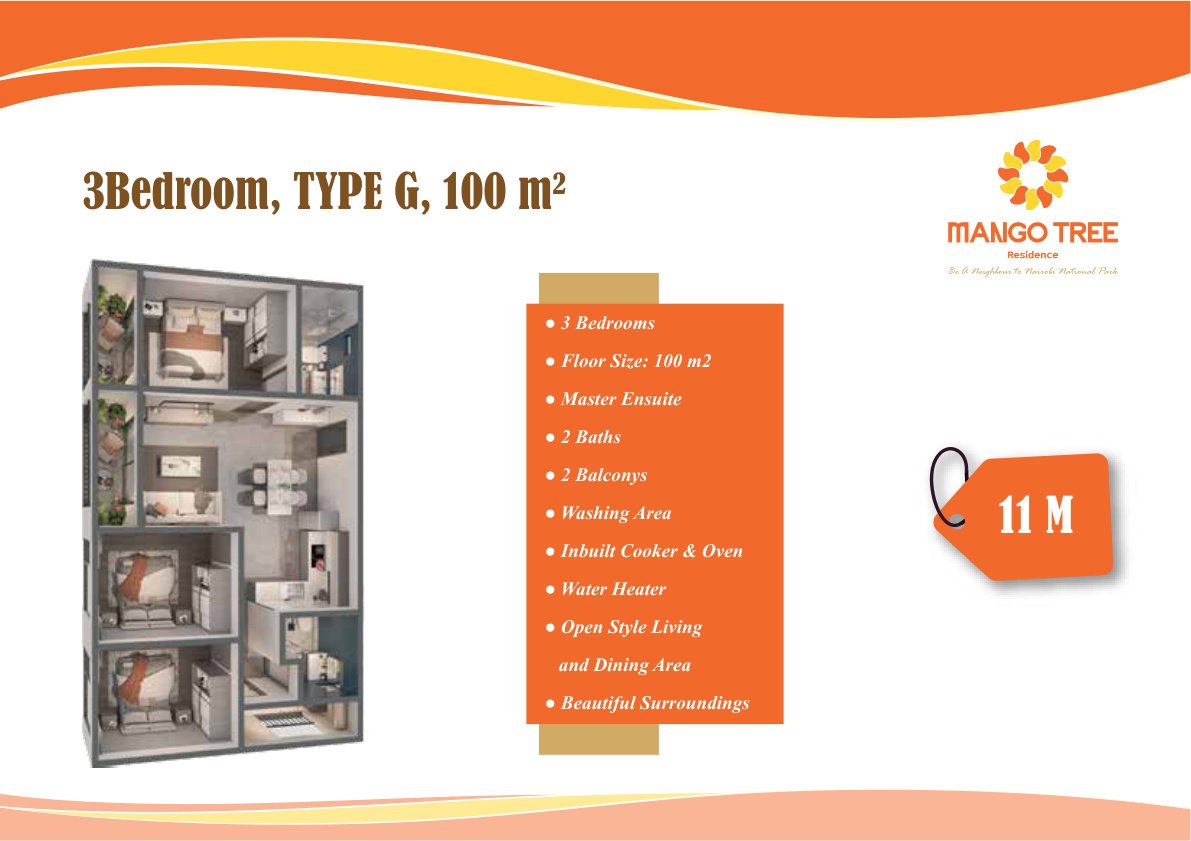 3Bedroom, TYPE G, 100 m²
MANGO TREE
Residence
Be A Neighbour to Nairobi National Park
● 3 Bedrooms
● Floor Size: 100 m2
● Master Ensuite
● 2 Baths
● 2 Balconys
● Washing Area
● Inbuilt Cooker & Oven
● Water Heater
● Open Style Living
and Dining Area
● Beautiful Surroundings
11 M